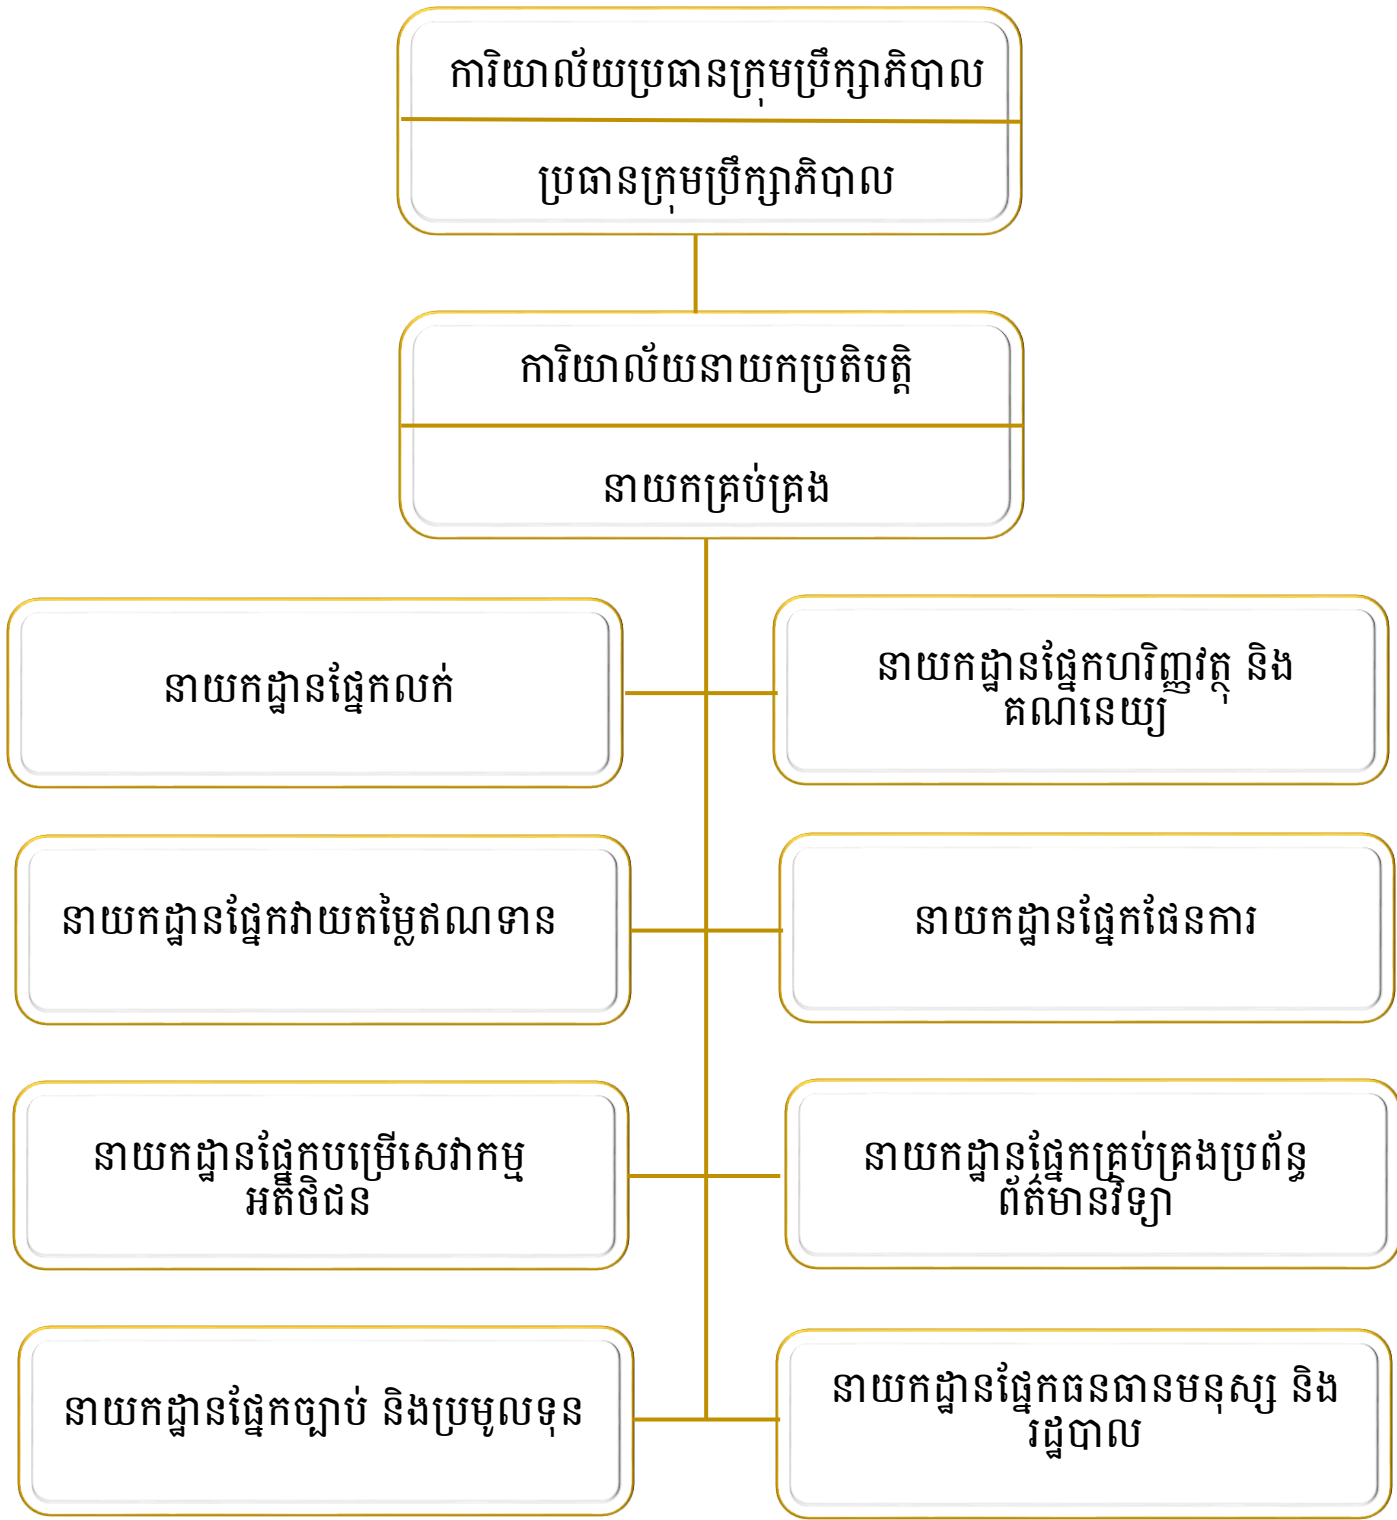 ការិយាល័យប្រធានក្រុមប្រឹក្សាភិបាល
ប្រធានក្រុមប្រឹក្សាភិបាល
ការិយាល័យនាយកប្រតិបត្តិ
នាយកគ្រប់គ្រង
នាយកដ្ឋានផ្នែកលក់
នាយកដ្ឋានផ្នែកហរិញ្ញវត្ថុ និង
គណនេយ្យ
នាយកដ្ឋានផ្នែកវាយតម្លៃឥណទាន
នាយកដ្ឋានផ្នែកផែនការ
នាយកដ្ឋានផ្នែកបម្រើសេវាកម្ម
អតិថិជន
នាយកដ្ឋានផ្នែកគ្រប់គ្រងប្រព័ន្ធ
ព័ត៌មានវិទ្យា
នាយកដ្ឋានផ្នែកច្បាប់ និងប្រមូលទុន
នាយកដ្ឋានផ្នែកធនធានមនុស្ស និង
រដ្ឋបាល